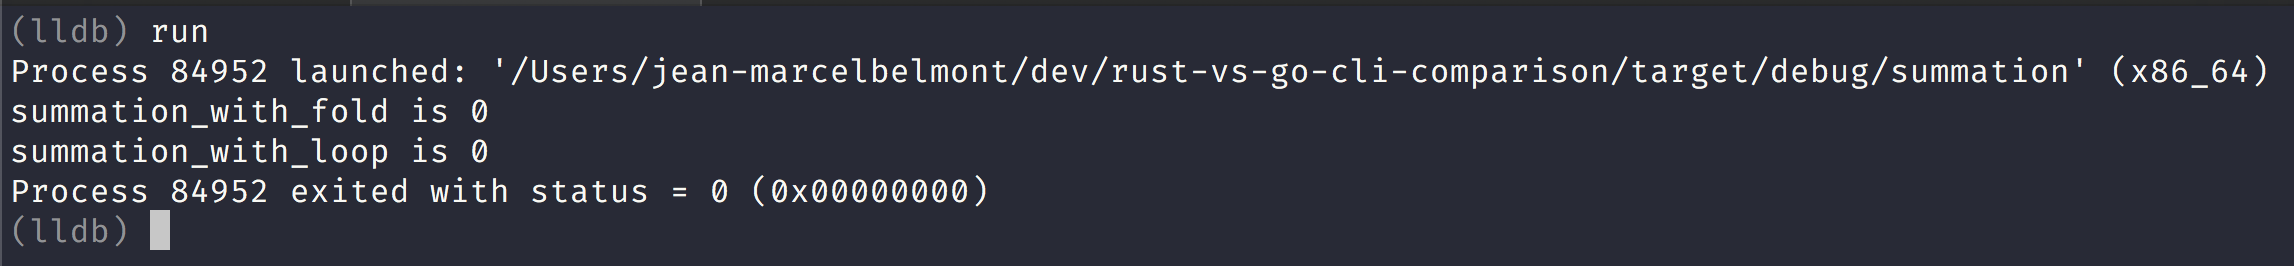 (lldb) run
Process 84952 launched: '/Users/jean-marcelbelmont/dev/rust-vs-go-cli-comparison/target/debug/summation' (x86_64)
summation_with_fold is 0
summation_with_loop is 0
Process 84952 exited with status = 0 (0x00000000)
(lldb)